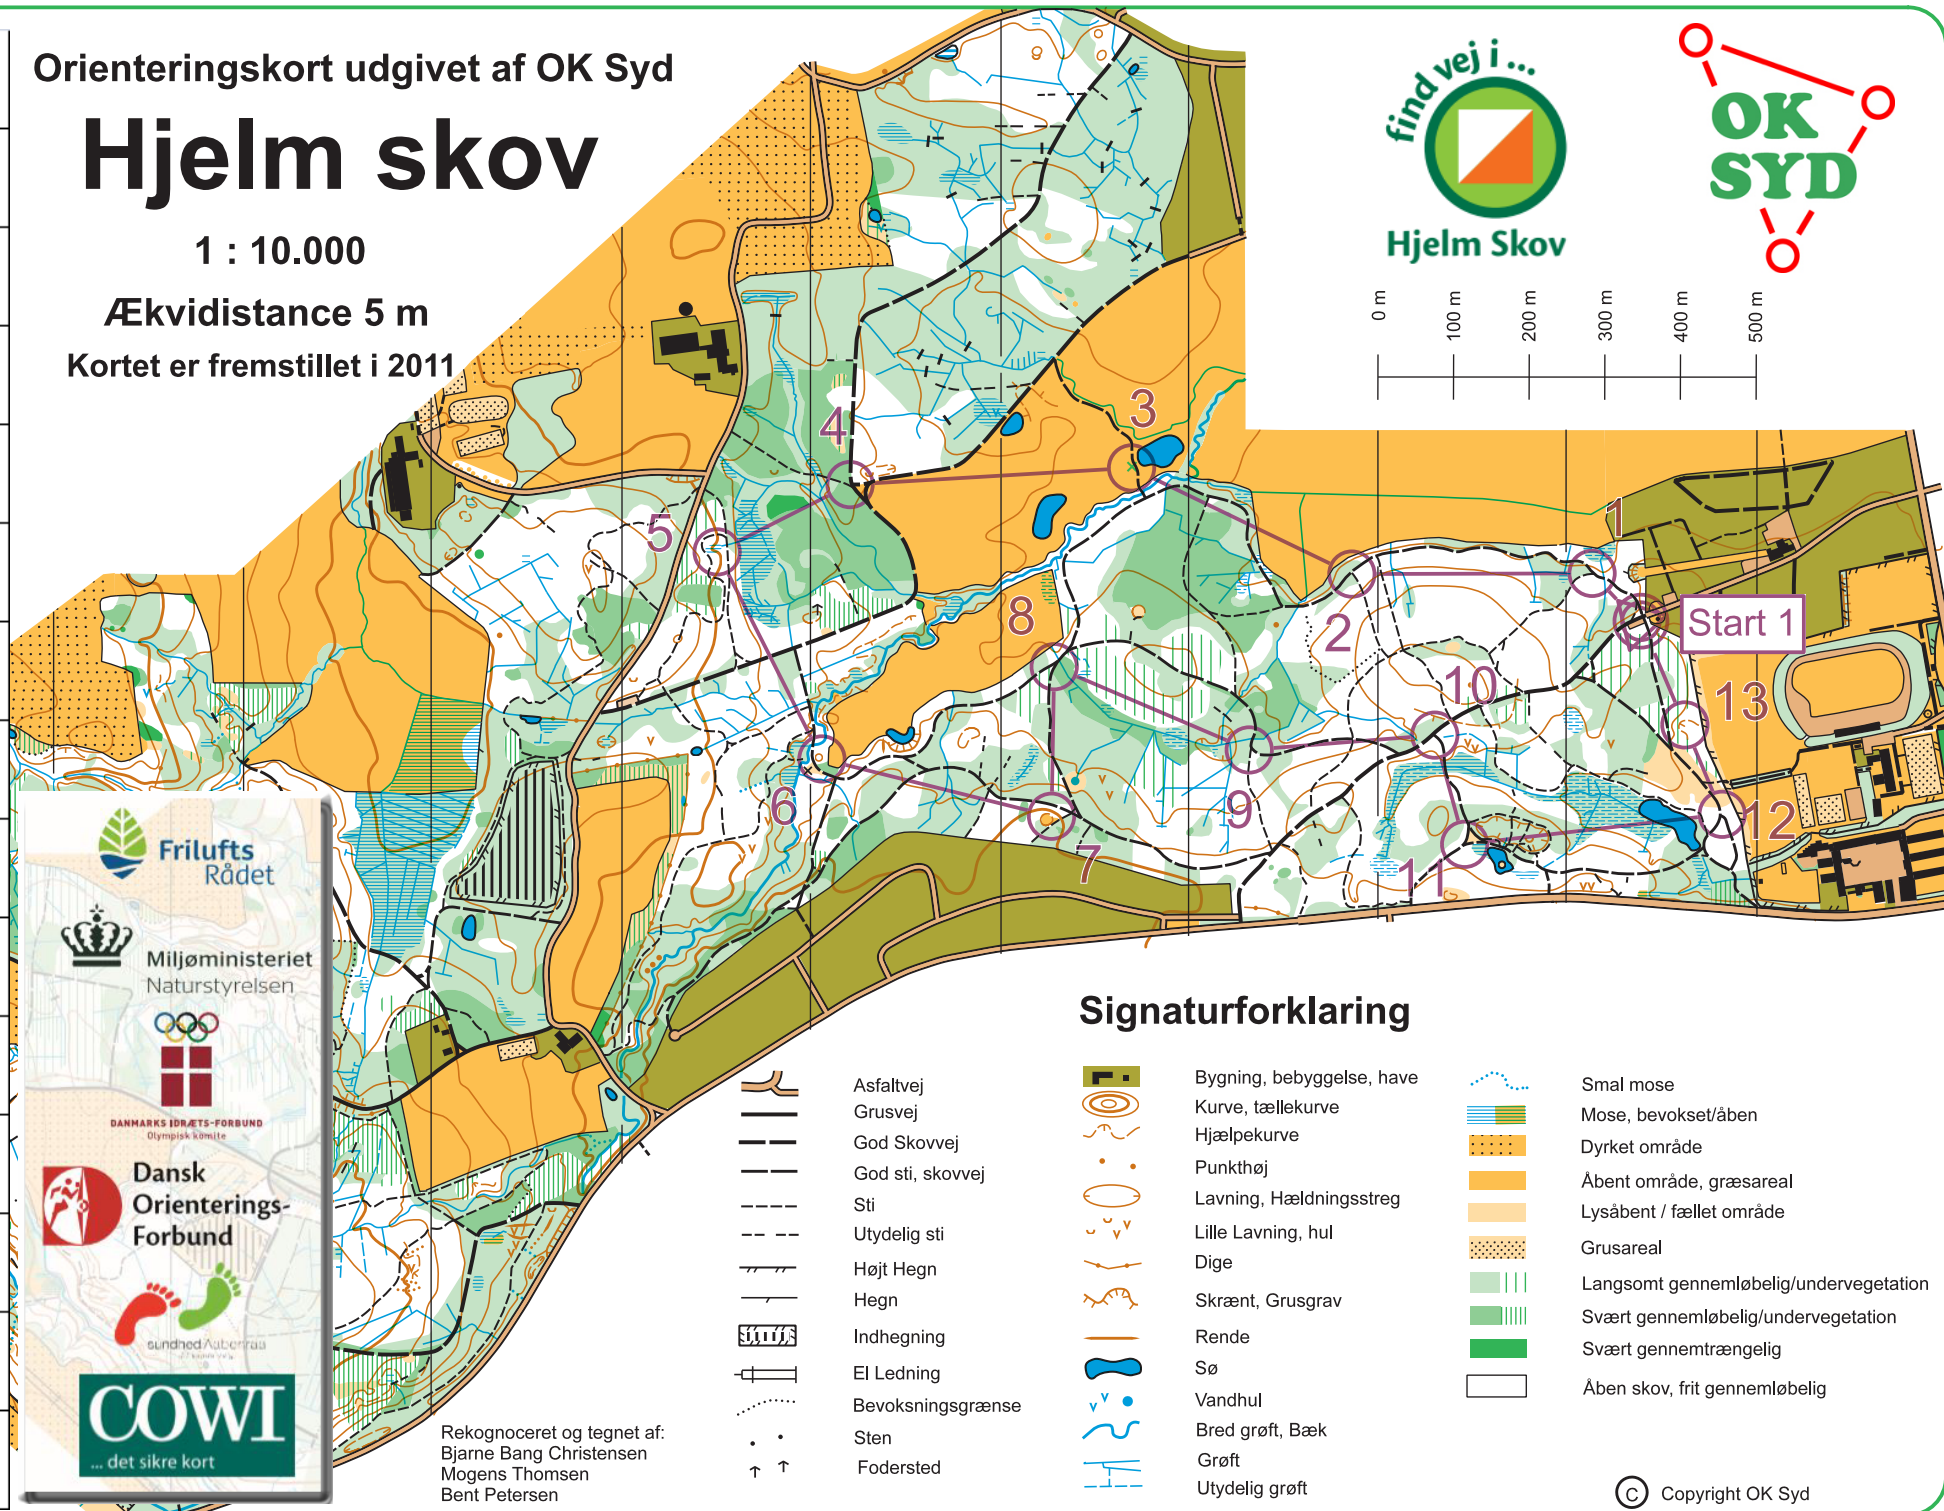 Orienteringskort udgivet af OK Syd
Hjelm skov
1 : 10.000
Ækvidistance 5 m
Kortet er fremstillet i 2011
find vej i ...
Hjelm Skov
OK
SYD
0 m
100 m
200 m
300 m
400 m
500 m
1
2
3
4
5
6
7
8
9
10
11
12
13
Start 1
Frilufts
Rådet
Miljøministeriet
Naturstyrelsen
DANMARKS IDRÆTS-FORBUND
Olympisk komite
Dansk
Orienterings-
Forbund
sundhed Aabenraa
COWI
... det sikre kort
Rekognoceret og tegnet af:
Bjarne Bang Christensen
Mogens Thomsen
Bent Petersen
Signaturforklaring
Asfaltvej
Grusvej
God Skovvej
God sti, skovvej
Sti
Utydelig sti
Højt Hegn
Hegn
Indhegning
El Ledning
Bevoksningsgrænse
Sten
Fodersted
Bygning, bebyggelse, have
Kurve, tællekurve
Hjælpekurve
Punkthøj
Lavning, Hældningsstreg
Lille Lavning, hul
Dige
Skrænt, Grusgrav
Rende
Sø
Vandhul
Bred grøft, Bæk
Grøft
Utydelig grøft
Smal mose
Mose, bevokset/åben
Dyrket område
Åbent område, græsareal
Lysåbent / fællet område
Grusareal
Langsomt gennemløbelig/undervegetation
Svært gennemløbelig/undervegetation
Svært gennemtrængelig
Åben skov, frit gennemløbelig
C Copyright OK Syd